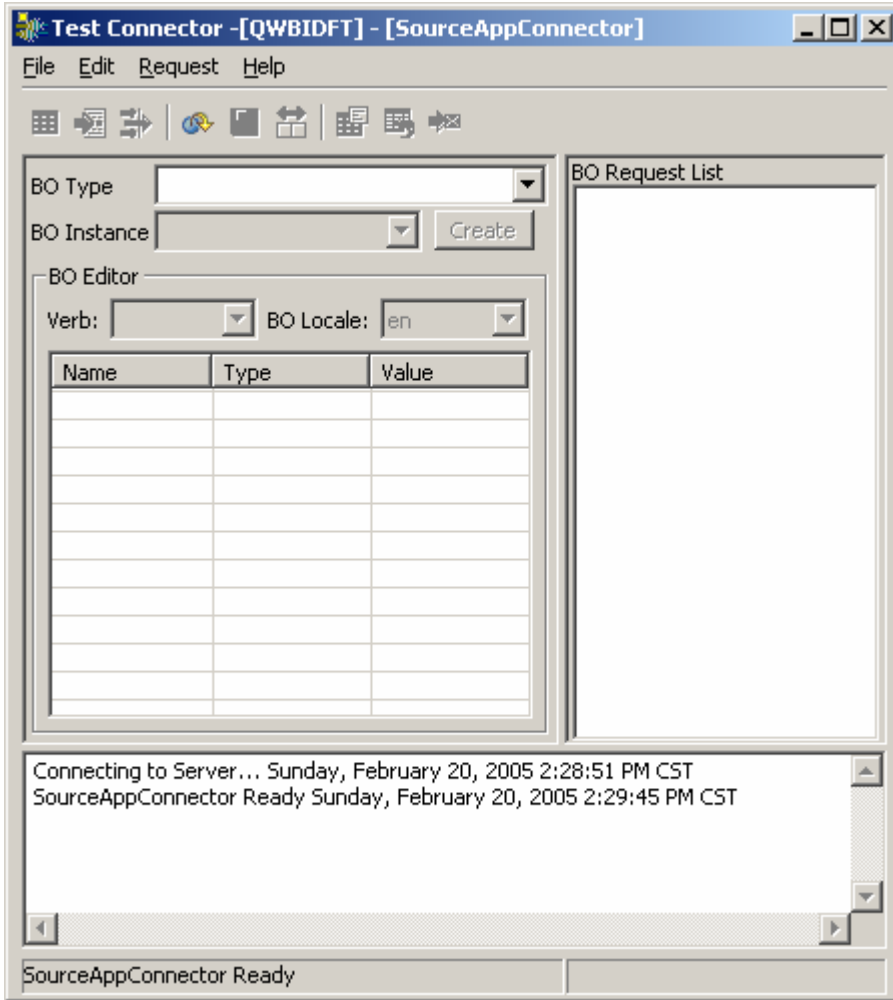 Test Connector -[QWBIDFT] - [SourceAppConnector]
File Edit Request Help
BO Type
BO Instance Create
BO Editor
Verb: BO Locale: en
Name Type Value
BO Request List
Connecting to Server... Sunday, February 20, 2005 2:28:51 PM CST
SourceAppConnector Ready Sunday, February 20, 2005 2:29:45 PM CST
SourceAppConnector Ready